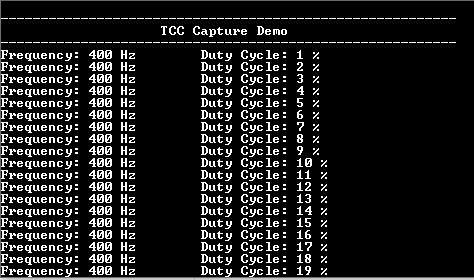 TCC Capture Demo
Frequency: 400 Hz Duty Cycle: 1 %
Frequency: 400 Hz Duty Cycle: 2 %
Frequency: 400 Hz Duty Cycle: 3 %
Frequency: 400 Hz Duty Cycle: 4 %
Frequency: 400 Hz Duty Cycle: 5 %
Frequency: 400 Hz Duty Cycle: 6 %
Frequency: 400 Hz Duty Cycle: 7 %
Frequency: 400 Hz Duty Cycle: 8 %
Frequency: 400 Hz Duty Cycle: 9 %
Frequency: 400 Hz Duty Cycle: 10 %
Frequency: 400 Hz Duty Cycle: 11 %
Frequency: 400 Hz Duty Cycle: 12 %
Frequency: 400 Hz Duty Cycle: 13 %
Frequency: 400 Hz Duty Cycle: 14 %
Frequency: 400 Hz Duty Cycle: 15 %
Frequency: 400 Hz Duty Cycle: 16 %
Frequency: 400 Hz Duty Cycle: 17 %
Frequency: 400 Hz Duty Cycle: 18 %
Frequency: 400 Hz Duty Cycle: 19 %